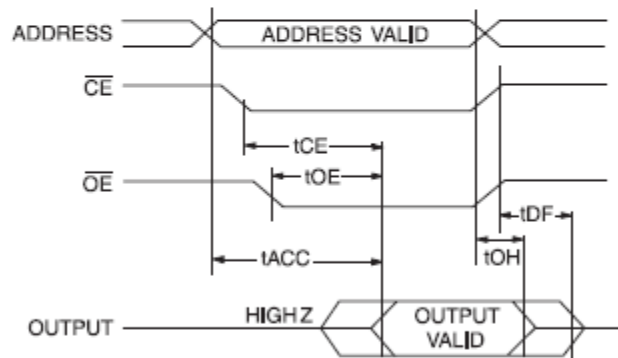 ADDRESS
ADDRESS VALID
CE
tCE
OE
tOE
tDF
tACC
tOH
OUTPUT
HIGH Z
OUTPUT
VALID